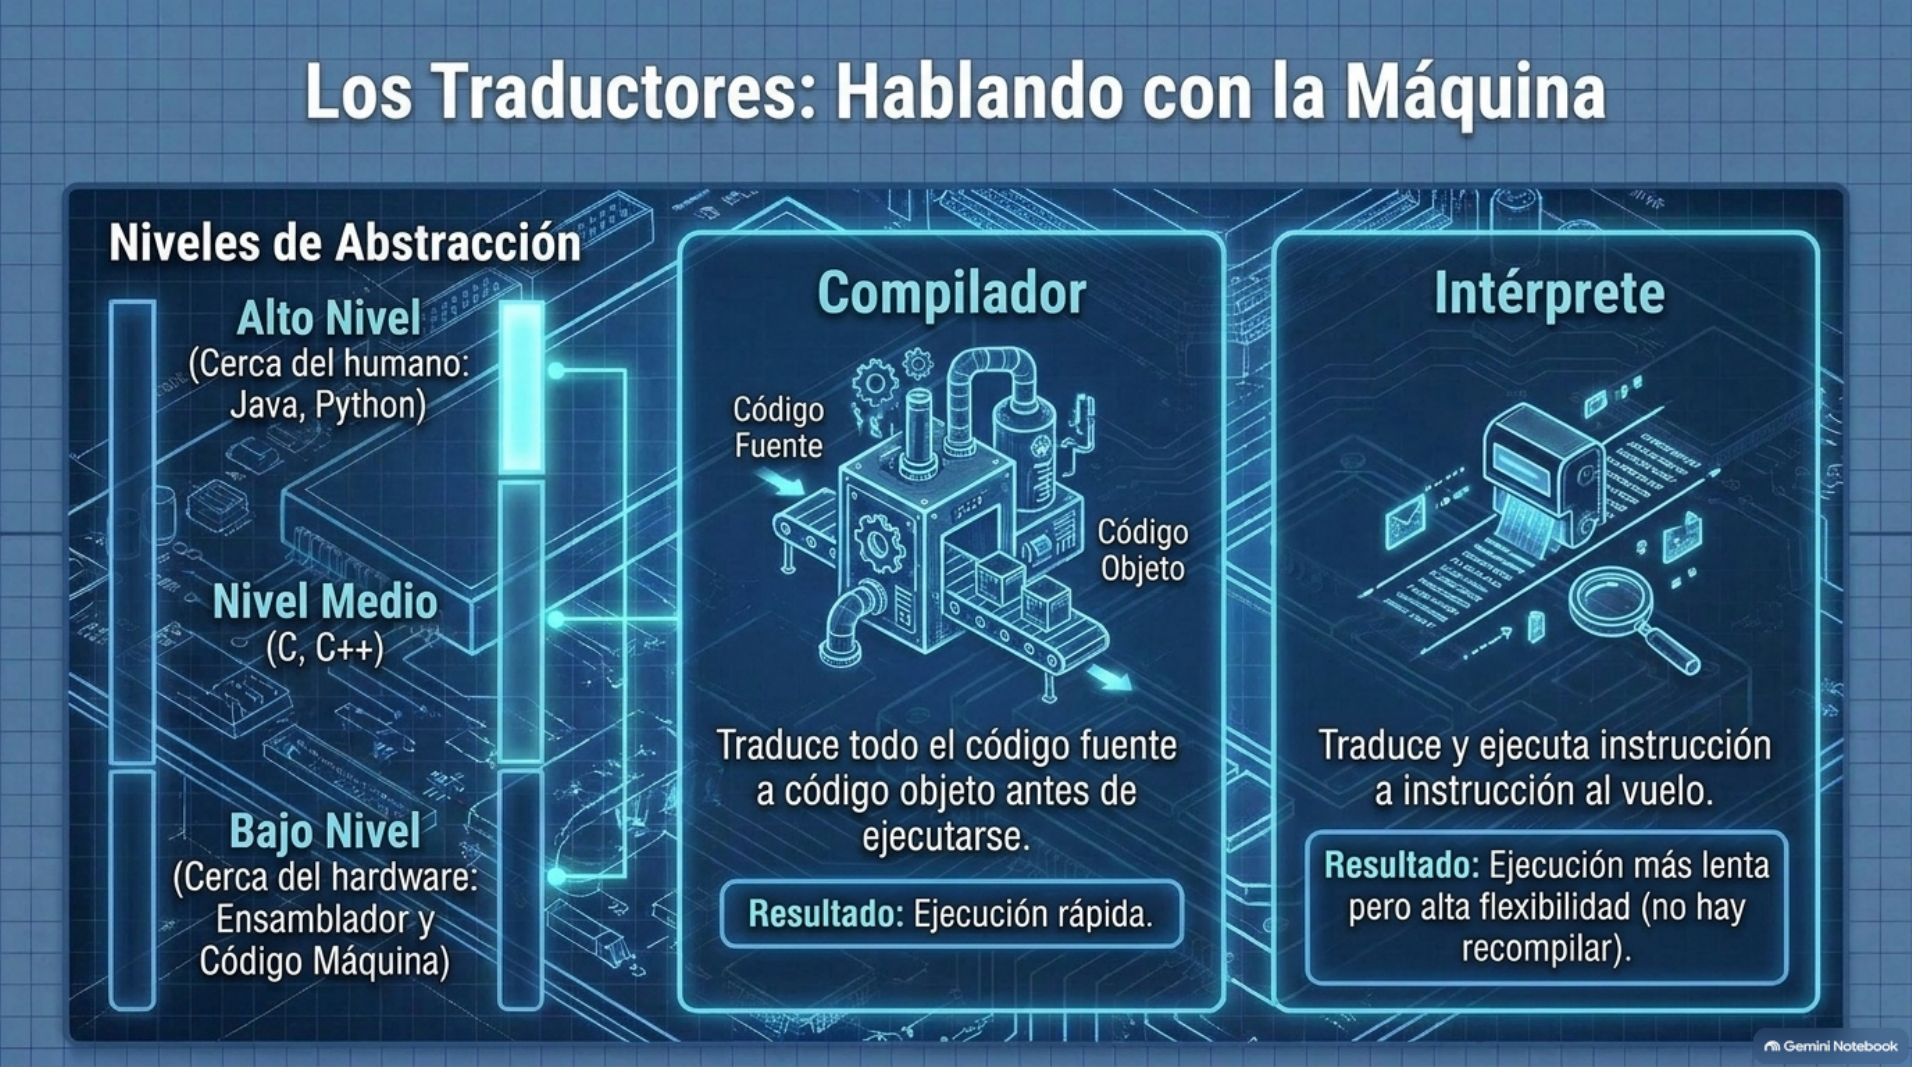 Los Traductores: Hablando con la Máquina
Niveles de Abstracción
Alto Nivel
(Cerca del humano:
Java, Python)
Nivel Medio
(C, C++)
Bajo Nivel
(Cerca del hardware:
Ensamblador y
Código Máquina)
Compilador
Código
Fuente
Código
Objeto
Traduce todo el código fuente
a código objeto antes de
ejecutarse.
Resultado: Ejecución rápida.
Intérprete
Traduce y ejecuta instrucción
a instrucción al vuelo.
Resultado: Ejecución más lenta
pero alta flexibilidad (no hay
recompilar).
Gemini Notebook